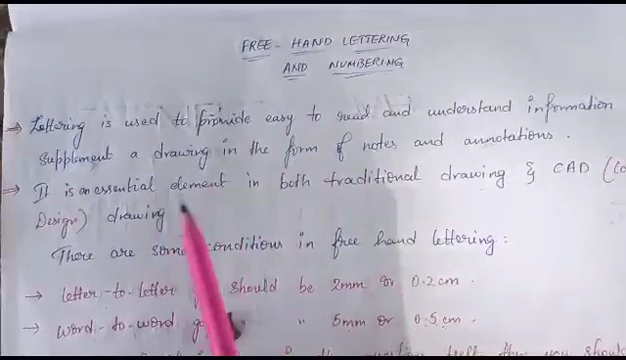 FREE-HAND LETTERING
AND NUMBERING
⇒ Lettering is used to provide easy to read and understand information
supplement a drawing in the form of notes and annotations.
⇒ It is an essential element in both traditional drawing & CAD
Design) drawing
There are some conditions in free hand lettering:
→ letter-to-letter should be 2mm or 0.2cm.
→ word-to-word " 5mm or 0.5cm.